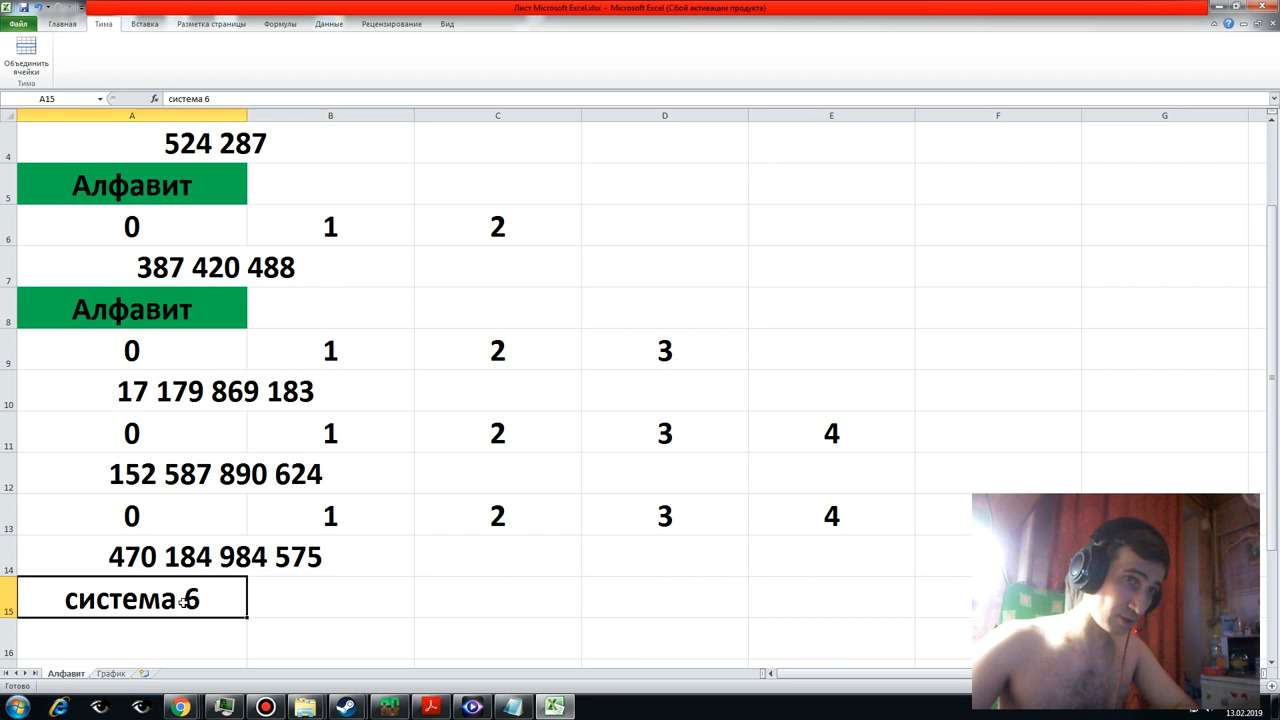 Лист Microsoft Excel.xlsx - Microsoft Excel (Сбой активации продукта)
Файл Главная Тима Вставка Разметка страницы Формулы Данные Рецензирование Вид
Объединить
ячейки
Тима
A15 fx система 6
A B C D E F G
4 524 287
5 Алфавит
6 0 1 2
7 387 420 488
8 Алфавит
9 0 1 2 3
10 17 179 869 183
11 0 1 2 3 4
12 152 587 890 624
13 0 1 2 3 4
14 470 184 984 575
15 система 6
16
Алфавит График
Готово
13.02.2019